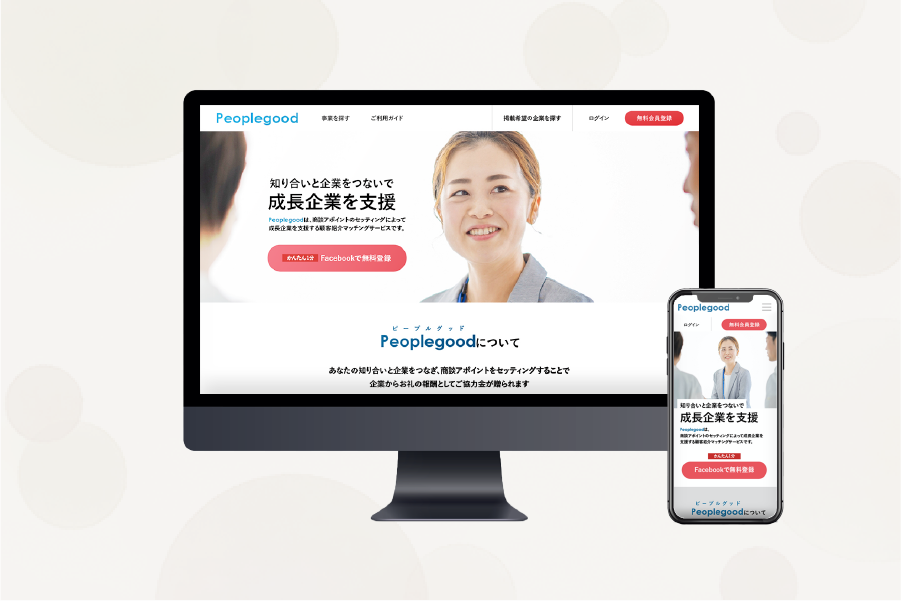 Peoplegood
事業を探す
ご利用ガイド
掲載希望の企業を探す
ログイン
無料会員登録
知り合いと企業をつないで
成長企業を支援
Peoplegoodは、商談アポイントのセッティングによって
成長企業を支援する顧客紹介マッチングサービスです。
かんたん1分 Facebookで無料登録
ピープルグッド
Peoplegoodについて
あなたの知り合いと企業をつなぎ、商談アポイントをセッティングすることで
企業からお礼の報酬としてご協力金が贈られます
Peoplegood
ログイン
無料会員登録
知り合いと企業をつないで
成長企業を支援
Peoplegoodは、
商談アポイントのセッティングによって成長企業を
支援する顧客紹介マッチングサービスです。
かんたん1分
Facebookで無料登録
ピープルグッド
Peoplegoodについて